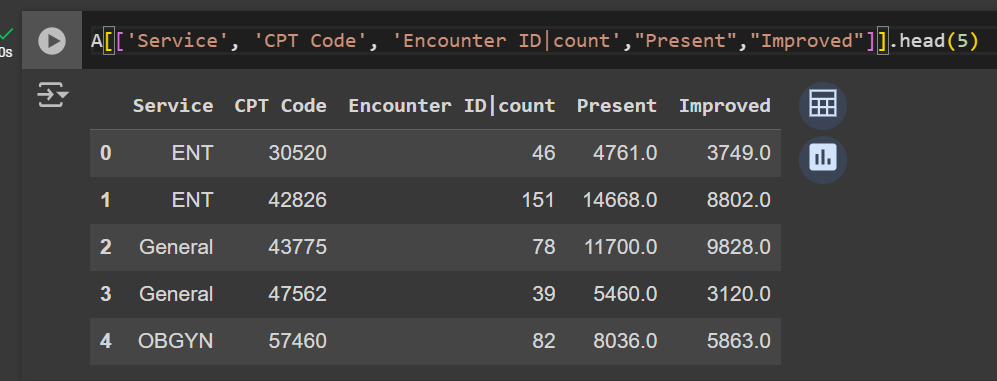 A[['Service', 'CPT Code', 'Encounter ID|count',"Present","Improved"]].head(5)
0s
Service CPT Code Encounter ID|count Present Improved
0 ENT 30520 46 4761.0 3749.0
1 ENT 42826 151 14668.0 8802.0
2 General 43775 78 11700.0 9828.0
3 General 47562 39 5460.0 3120.0
4 OBGYN 57460 82 8036.0 5863.0